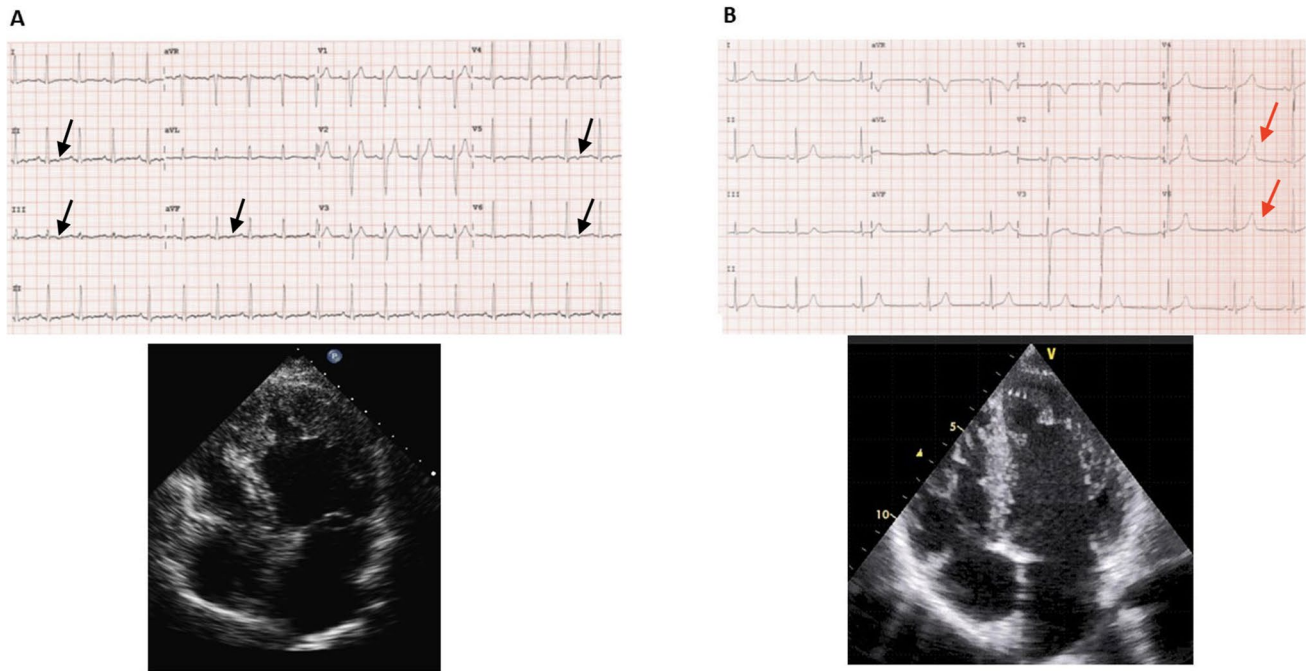 A
I aVR V1 V4
II aVL V2 V5
III aVF V3 V6
II
P
B
I aVR V1 V4
II aVL V2 V5
III aVF V3 V6
II
V
5
10